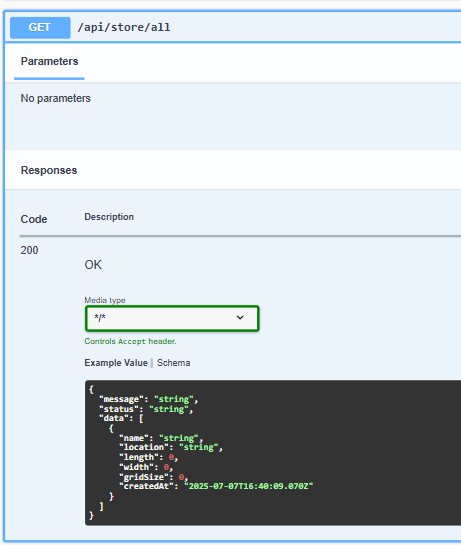 GET /api/store/all
Parameters
No parameters
Responses
Code Description
200
OK
Media type
*/*
Controls Accept header.
Example Value Schema
{
  "message": "string",
  "status": "string",
  "data": [
    {
      "name": "string",
      "location": "string",
      "length": 0,
      "width": 0,
      "gridSize": 0,
      "createdAt": "2025-07-07T16:40:09.070Z"
    }
  ]
}